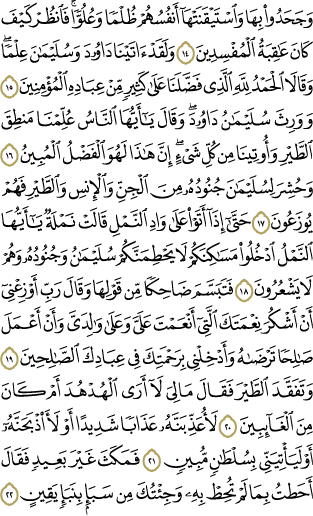 وَجَحَدُوا۟ بِهَا وَٱسْتَيْقَنَتْهَآ أَنفُسُهُمْ ظُلْمًا وَعُلُوًّا ۚ فَٱنظُرْ كَيْفَ
كَانَ عَٰقِبَةُ ٱلْمُفْسِدِينَ ١٤ وَلَقَدْ ءَاتَيْنَا دَاوُۥدَ وَسُلَيْمَٰنَ عِلْمًا ۖ
وَقَالَا ٱلْحَمْدُ لِلَّهِ ٱلَّذِى فَضَّلَنَا عَلَىٰ كَثِيرٍ مِّنْ عِبَادِهِ ٱلْمُؤْمِنِينَ ١٥
وَوَرِثَ سُلَيْمَٰنُ دَاوُۥدَ ۖ وَقَالَ يَٰٓأَيُّهَا ٱلنَّاسُ عُلِّمْنَا مَنطِقَ
ٱلطَّيْرِ وَأُوتِينَا مِن كُلِّ شَىْءٍ ۖ إِنَّ هَٰذَا لَهُوَ ٱلْفَضْلُ ٱلْمُبِينُ ١٦
وَحُشِرَ لِسُلَيْمَٰنَ جُنُودُهُۥ مِنَ ٱلْجِنِّ وَٱلْإِنسِ وَٱلطَّيْرِ فَهُمْ
يُوزَعُونَ ١٧ حَتَّىٰٓ إِذَآ أَتَوْا۟ عَلَىٰ وَادِ ٱلنَّمْلِ قَالَتْ نَمْلَةٌ يَٰٓأَيُّهَا
ٱلنَّمْلُ ٱدْخُلُوا۟ مَسَٰكِنَكُمْ لَا يَحْطِمَنَّكُمْ سُلَيْمَٰنُ وَجُنُودُهُۥ وَهُمْ
لَا يَشْعُرُونَ ١٨ فَتَبَسَّمَ ضَاحِكًا مِّن قَوْلِهَا وَقَالَ رَبِّ أَوْزِعْنِىٓ
أَنْ أَشْكُرَ نِعْمَتَكَ ٱلَّتِىٓ أَنْعَمْتَ عَلَىَّ وَعَلَىٰ وَٰلِدَىَّ وَأَنْ أَعْمَلَ
صَٰلِحًا تَرْضَىٰهُ وَأَدْخِلْنِى بِرَحْمَتِكَ فِى عِبَادِكَ ٱلصَّٰلِحِينَ ١٩
وَتَفَقَّدَ ٱلطَّيْرَ فَقَالَ مَا لِىَ لَآ أَرَى ٱلْهُدْهُدَ أَمْ كَانَ
مِنَ ٱلْغَآئِبِينَ ٢٠ لَأُعَذِّبَنَّهُۥ عَذَابًا شَدِيدًا أَوْ لَأَا۟ذْبَحَنَّهُۥٓ
أَوْ لَيَأْتِيَنِّى بِسُلْطَٰنٍ مُّبِينٍ ٢١ فَمَكَثَ غَيْرَ بَعِيدٍ فَقَالَ
أَحَطتُ بِمَا لَمْ تُحِطْ بِهِۦ وَجِئْتُكَ مِن سَبَإٍۭ بِنَبَإٍ يَقِينٍ ٢٢